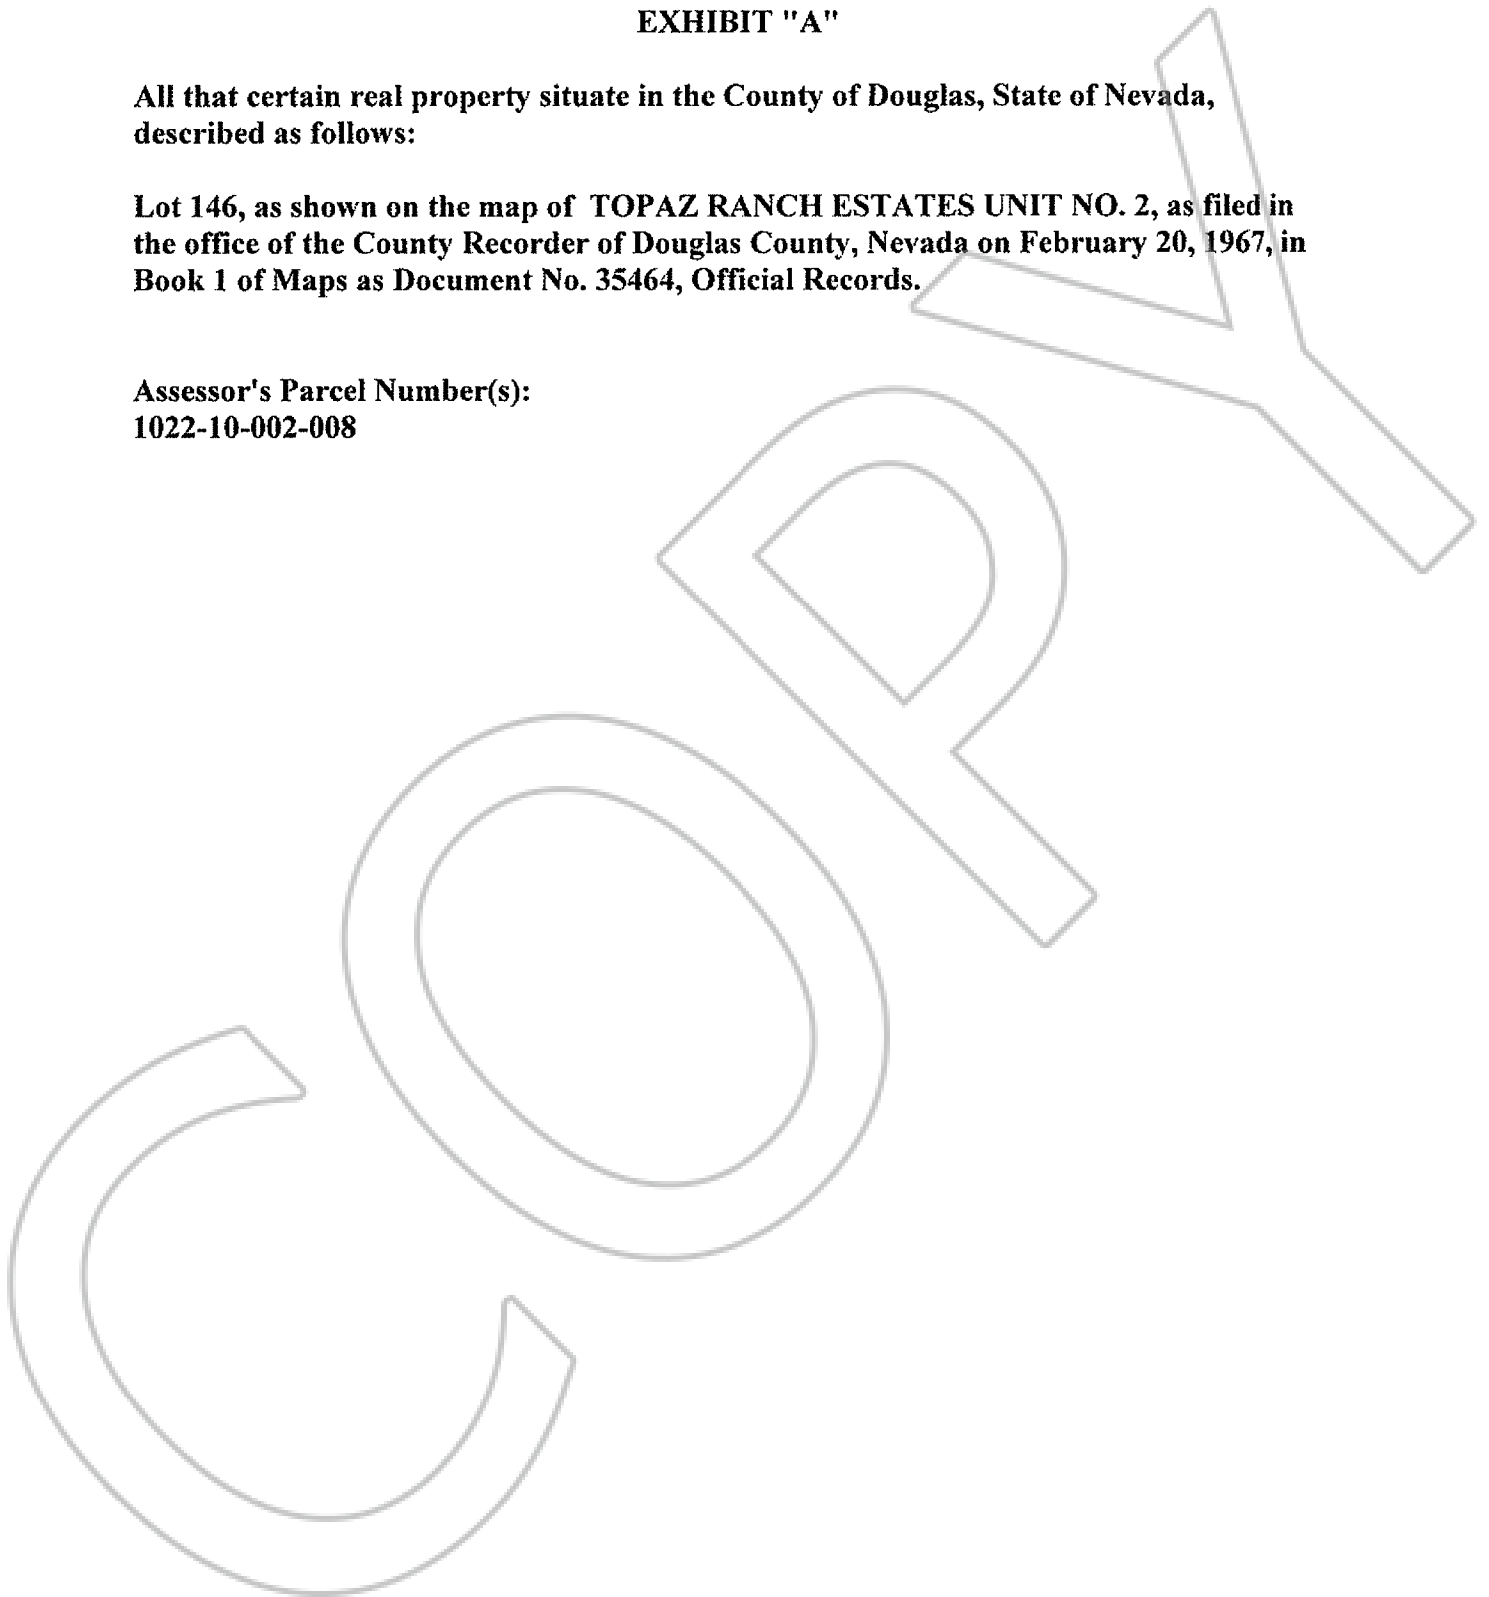 EXHIBIT "A"
All that certain real property situate in the County of Douglas, State of Nevada,
described as follows:
Lot 146, as shown on the map of TOPAZ RANCH ESTATES UNIT NO. 2, as filed in
the office of the County Recorder of Douglas County, Nevada on February 20, 1967, in
Book 1 of Maps as Document No. 35464, Official Records.
Assessor's Parcel Number(s):
1022-10-002-008
COPY